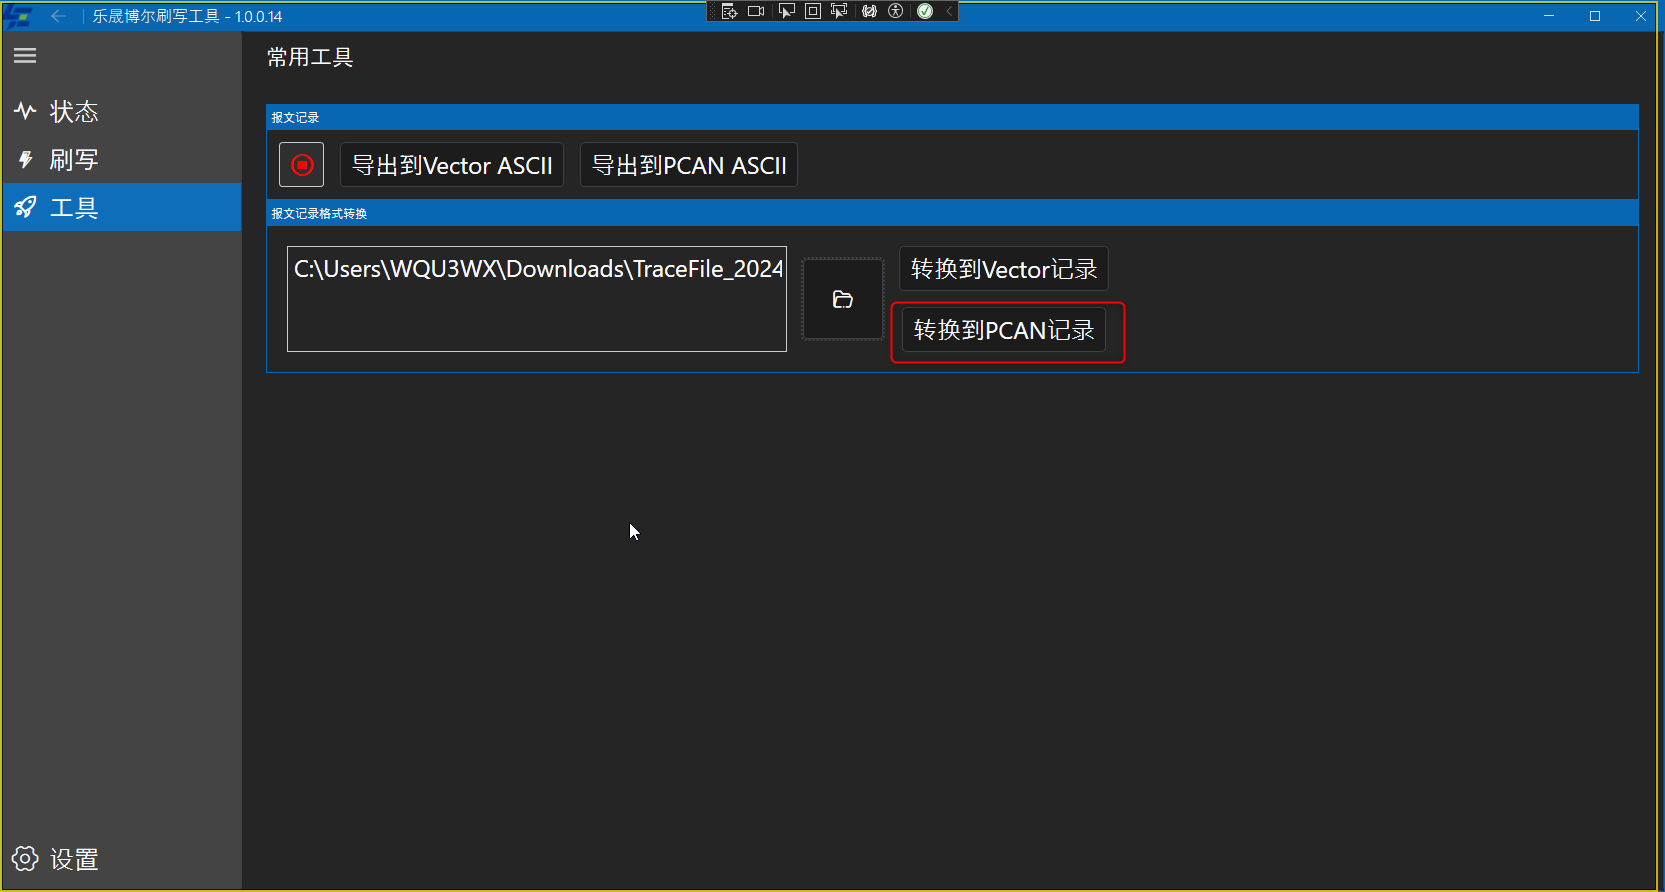 乐晟博尔刷写工具 - 1.0.0.14
状态
刷写
工具
设置
常用工具
报文记录
导出到Vector ASCII
导出到PCAN ASCII
报文记录格式转换
C:\Users\WQU3WX\Downloads\TraceFile_2024
转换到Vector记录
转换到PCAN记录